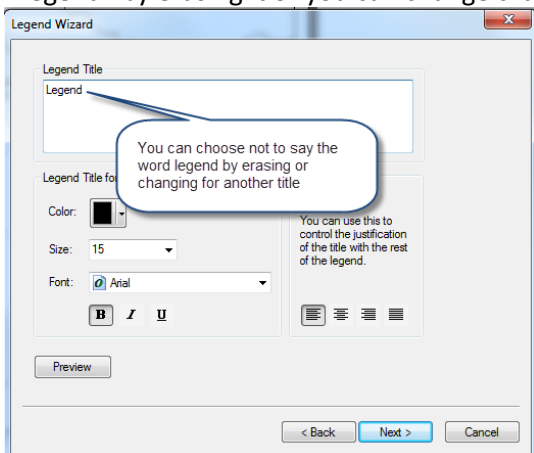 Legend Wizard
Legend Title
Legend
You can choose not to say the
word legend by erasing or
changing for another title
Legend Title
Color:
You can use this to
control the justification
of the title with the rest
of the legend.
Size: 15
Font: Arial
B I U
Preview
< Back Next > Cancel